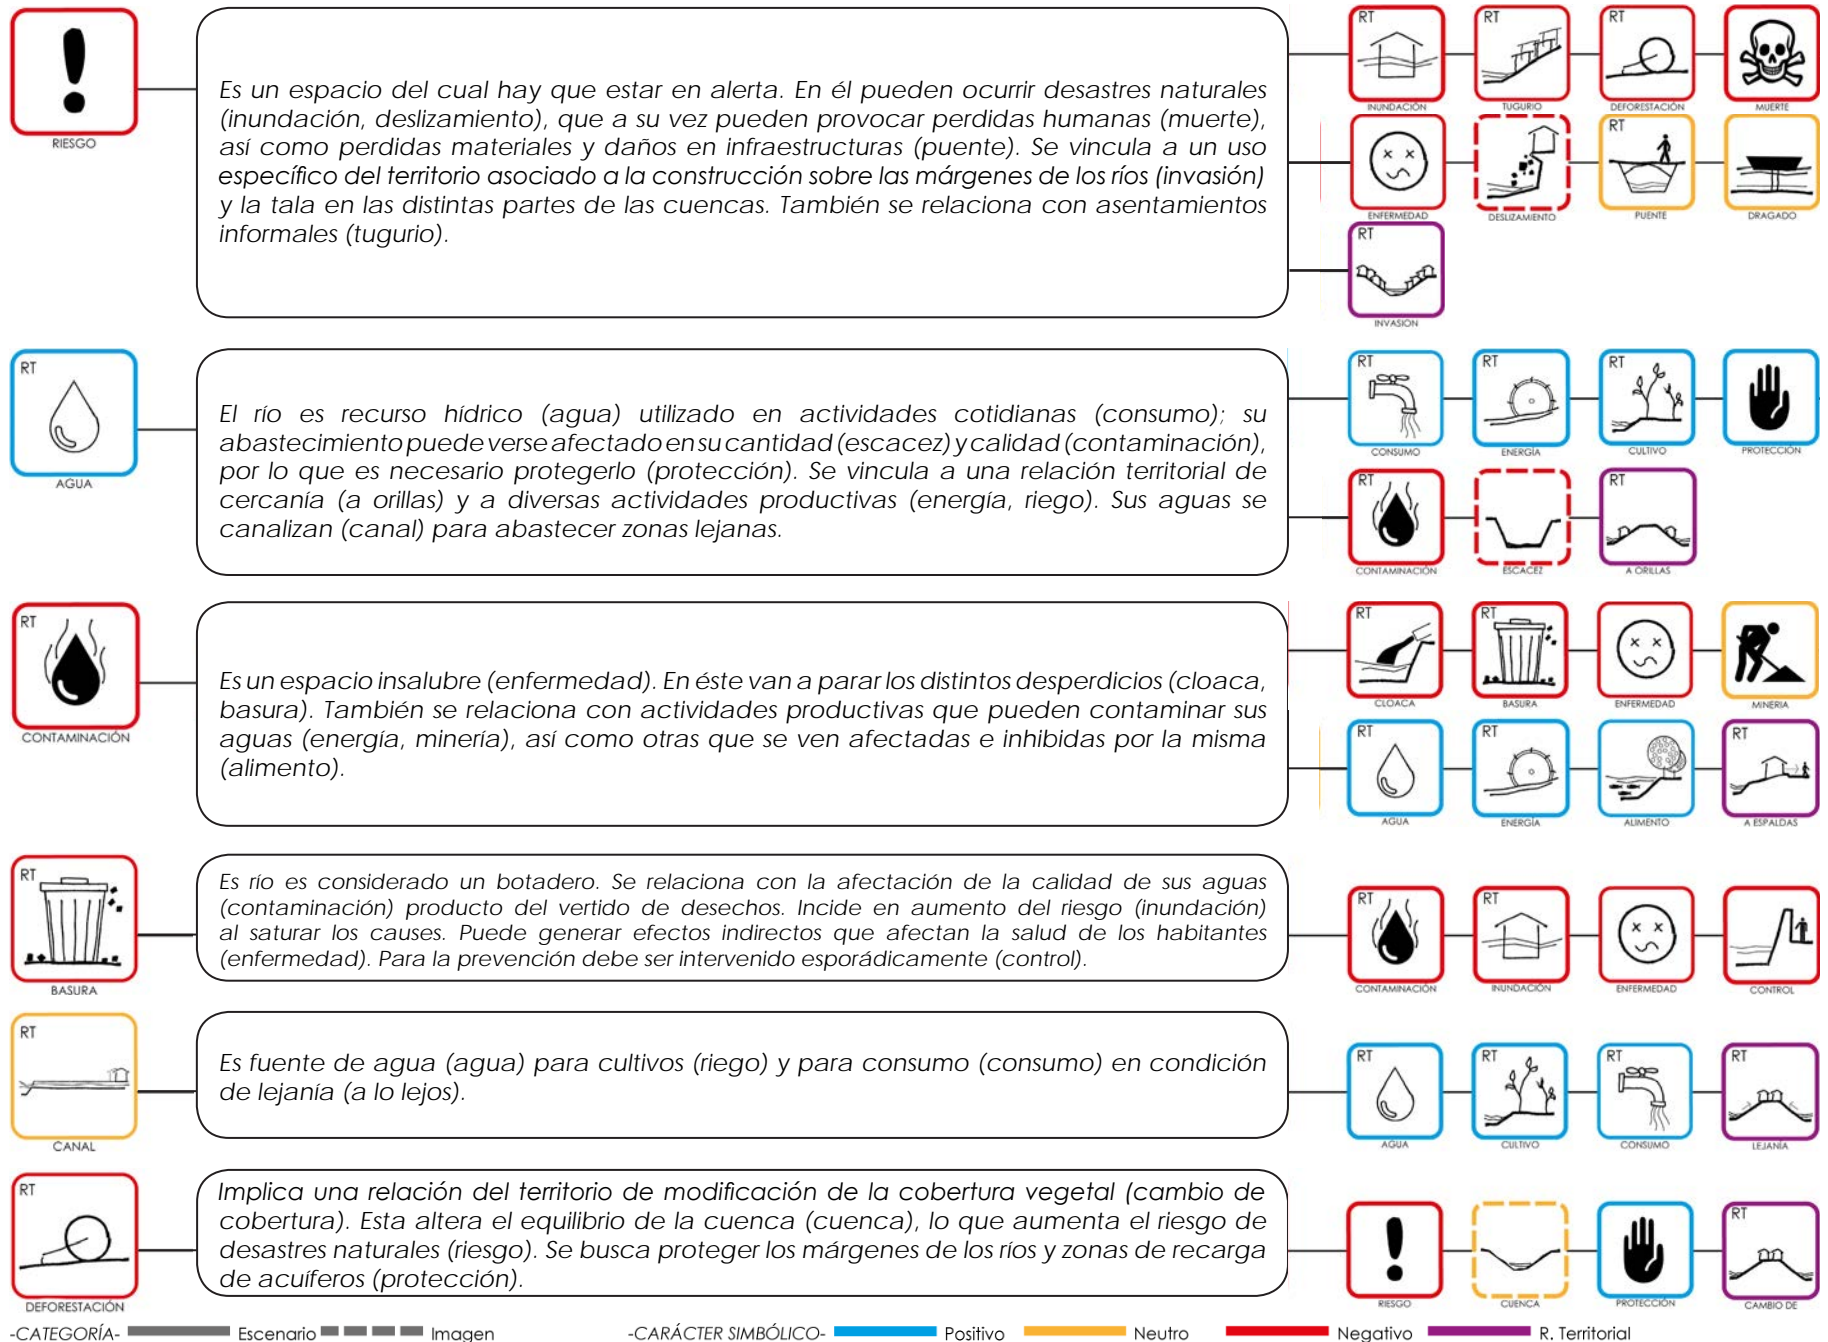 RIESGO
Es un espacio del cual hay que estar en alerta. En él pueden ocurrir desastres naturales
(inundación, deslizamiento), que a su vez pueden provocar perdidas humanas (muerte),
así como perdidas materiales y daños en infraestructuras (puente). Se vincula a un uso
específico del territorio asociado a la construcción sobre las márgenes de los ríos (invasión)
y la tala en las distintas partes de las cuencas. También se relaciona con asentamientos
informales (tugurio).
RT RT RT
INUNDACIÓN TUGURIO DEFORESTACIÓN MUERTE
RT
ENFERMEDAD DESLIZAMIENTO PUENTE DRAGADO
RT
INVASION
RT
AGUA
El río es recurso hídrico (agua) utilizado en actividades cotidianas (consumo); su
abastecimiento puede verse afectado en su cantidad (escacez) y calidad (contaminación),
por lo que es necesario protegerlo (protección). Se vincula a una relación territorial de
cercanía (a orillas) y a diversas actividades productivas (energía, riego). Sus aguas se
canalizan (canal) para abastecer zonas lejanas.
RT RT RT
CONSUMO ENERGÍA CULTIVO PROTECCIÓN
RT RT
CONTAMINACIÓN ESCACEZ A ORILLAS
RT
CONTAMINACIÓN
Es un espacio insalubre (enfermedad). En éste van a parar los distintos desperdicios (cloaca,
basura). También se relaciona con actividades productivas que pueden contaminar sus
aguas (energía, minería), así como otras que se ven afectadas e inhibidas por la misma
(alimento).
RT RT
CLOACA BASURA ENFERMEDAD MINERIA
RT RT RT RT
AGUA ENERGÍA ALIMENTO A ESPALDAS
RT
BASURA
Es río es considerado un botadero. Se relaciona con la afectación de la calidad de sus aguas
(contaminación) producto del vertido de desechos. Incide en aumento del riesgo (inundación)
al saturar los causes. Puede generar efectos indirectos que afectan la salud de los habitantes
(enfermedad). Para la prevención debe ser intervenido esporádicamente (control).
RT RT RT
CONTAMINACIÓN INUNDACIÓN ENFERMEDAD CONTROL
RT
CANAL
Es fuente de agua (agua) para cultivos (riego) y para consumo (consumo) en condición
de lejanía (a lo lejos).
RT RT RT RT
AGUA CULTIVO CONSUMO LEJANÍA
RT
DEFORESTACIÓN
Implica una relación del territorio de modificación de la cobertura vegetal (cambio de
cobertura). Esta altera el equilibrio de la cuenca (cuenca), lo que aumenta el riesgo de
desastres naturales (riesgo). Se busca proteger los márgenes de los ríos y zonas de recarga
de acuíferos (protección).
RT
RIESGO CUENCA PROTECCIÓN CAMBIO DE
-CATEGORÍA- Escenario Imagen -CARÁCTER SIMBÓLICO- Positivo Neutro Negativo R. Territorial